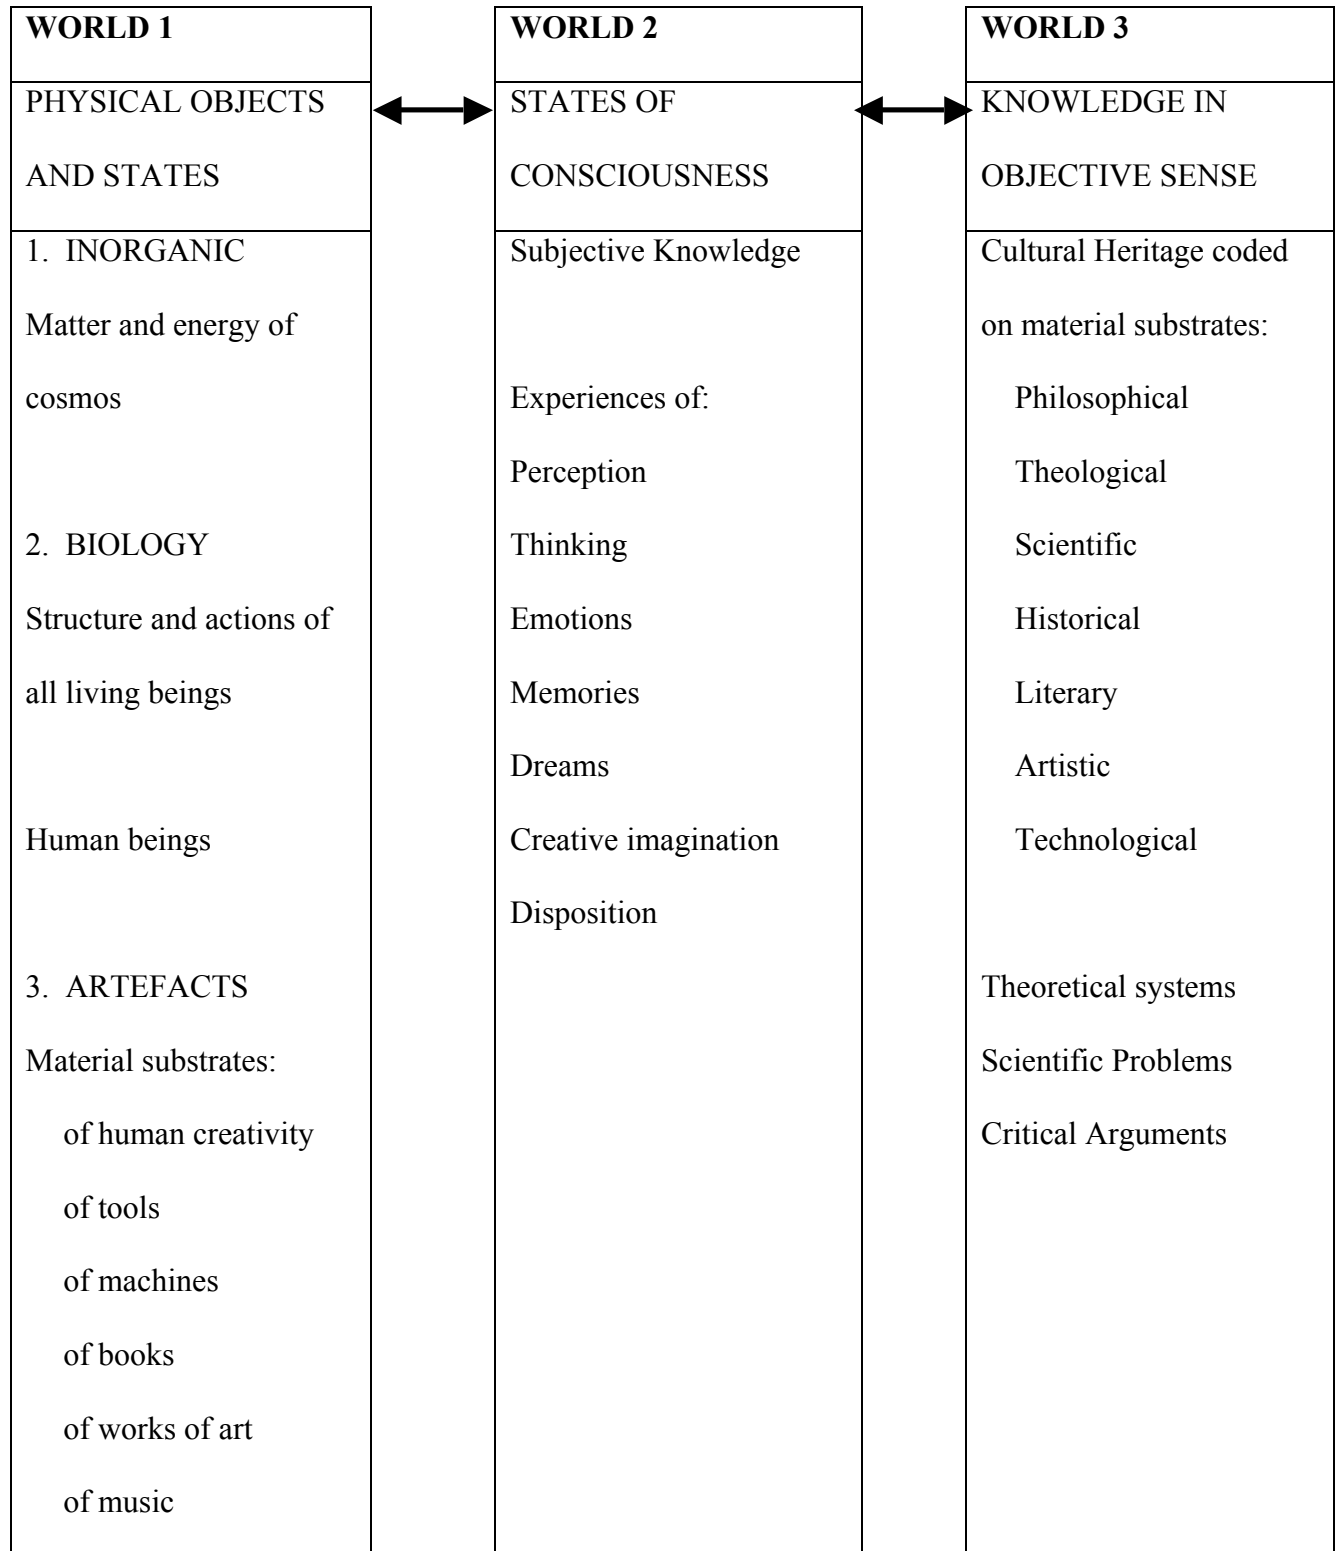 WORLD 1
PHYSICAL OBJECTS
AND STATES
1. INORGANIC
Matter and energy of
cosmos
2. BIOLOGY
Structure and actions of
all living beings
Human beings
3. ARTEFACTS
Material substrates:
of human creativity
of tools
of machines
of books
of works of art
of music
WORLD 2
STATES OF
CONSCIOUSNESS
Subjective Knowledge
Experiences of:
Perception
Thinking
Emotions
Memories
Dreams
Creative imagination
Disposition
WORLD 3
KNOWLEDGE IN
OBJECTIVE SENSE
Cultural Heritage coded
on material substrates:
Philosophical
Theological
Scientific
Historical
Literary
Artistic
Technological
Theoretical systems
Scientific Problems
Critical Arguments